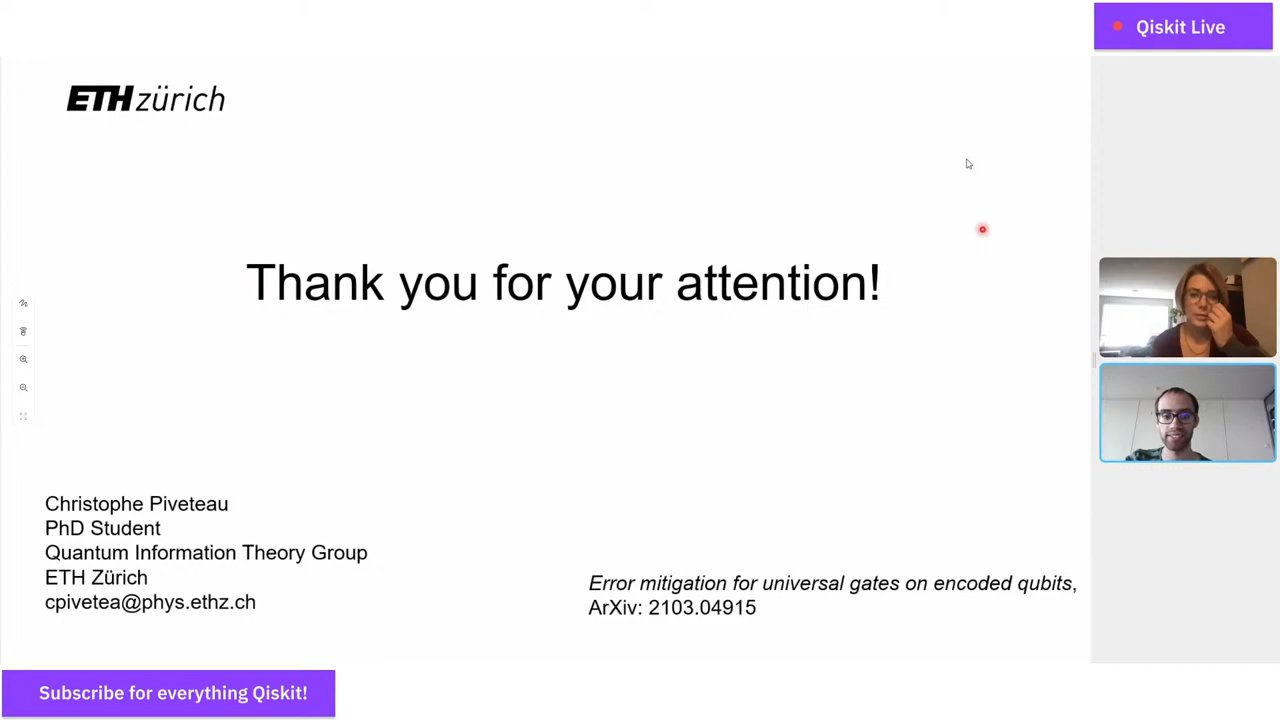 Qiskit Live
ETH zürich
Thank you for your attention!
Christophe Piveteau
PhD Student
Quantum Information Theory Group
ETH Zürich
cpivetea@phys.ethz.ch
Error mitigation for universal gates on encoded qubits,
ArXiv: 2103.04915
Subscribe for everything Qiskit!